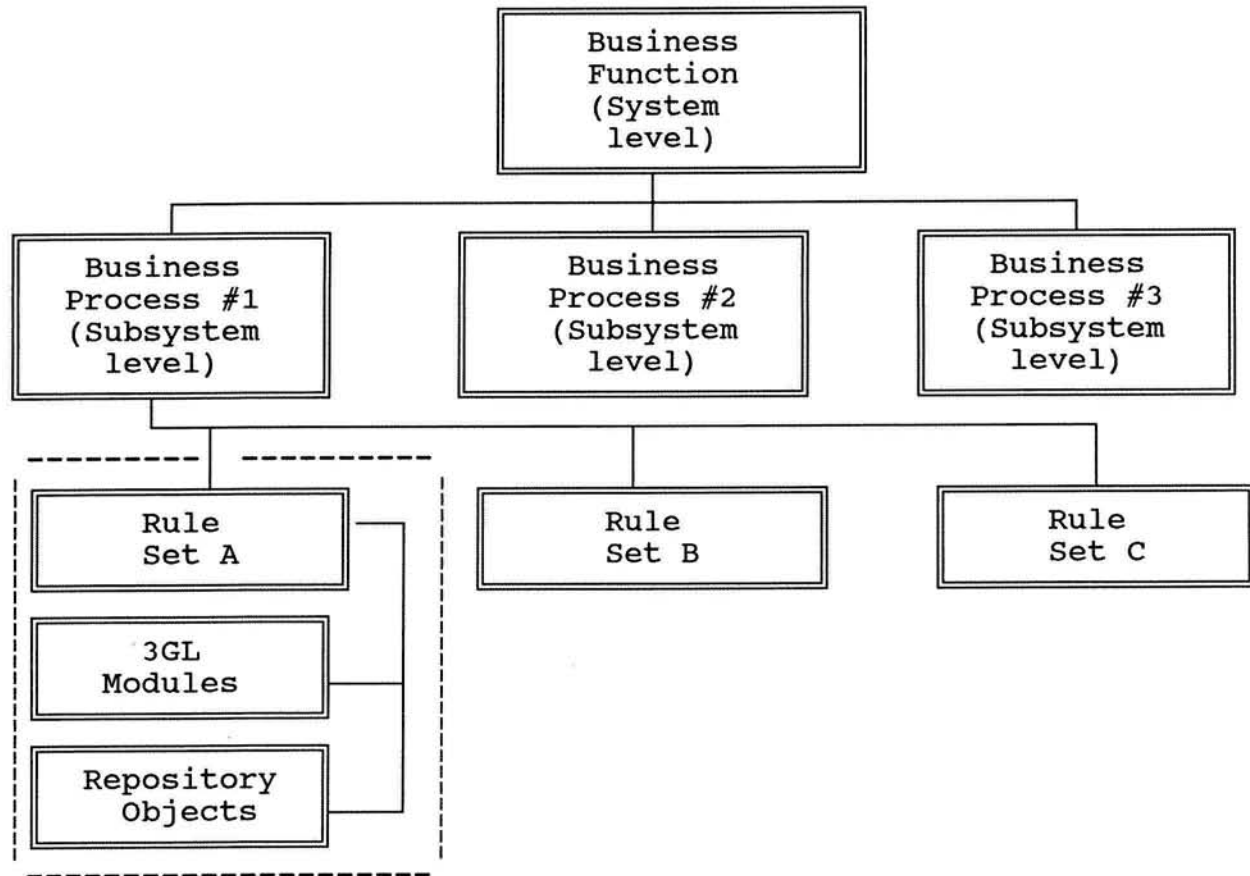 Business
Function
(System
level)
Business
Process #1
(Subsystem
level)
Business
Process #2
(Subsystem
level)
Business
Process #3
(Subsystem
level)
Rule
Set A
Rule
Set B
Rule
Set C
3GL
Modules
Repository
Objects